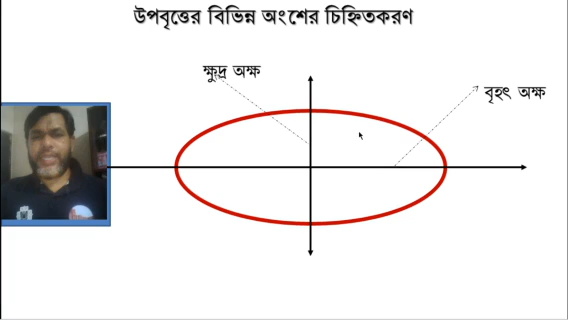 উপবৃত্তের বিভিন্ন অংশের চিহ্নিতকরণ
ক্ষুদ্র অক্ষ
বৃহৎ অক্ষ